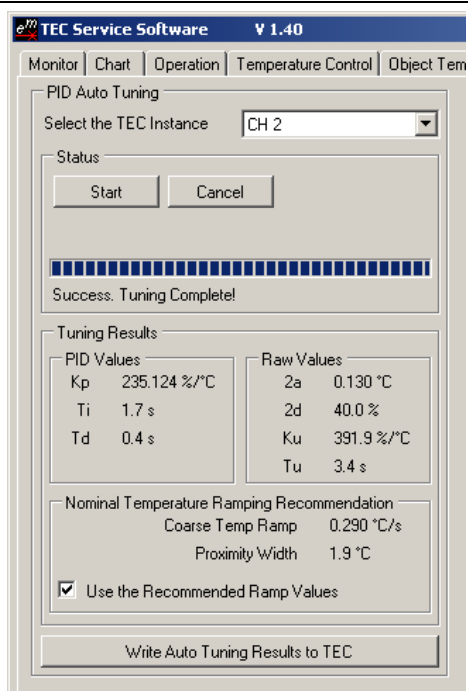 em TEC Service Software V 1.40
Monitor Chart Operation Temperature Control Object Tem
PID Auto Tuning
Select the TEC Instance CH 2
Status
Start Cancel
Success. Tuning Complete!
Tuning Results
PID Values
Kp 235.124 %/°C
Ti 1.7 s
Td 0.4 s
Raw Values
2a 0.130 °C
2d 40.0 %
Ku 391.9 %/°C
Tu 3.4 s
Nominal Temperature Ramping Recommendation
Coarse Temp Ramp 0.290 °C/s
Proximity Width 1.9 °C
Use the Recommended Ramp Values
Write Auto Tuning Results to TEC